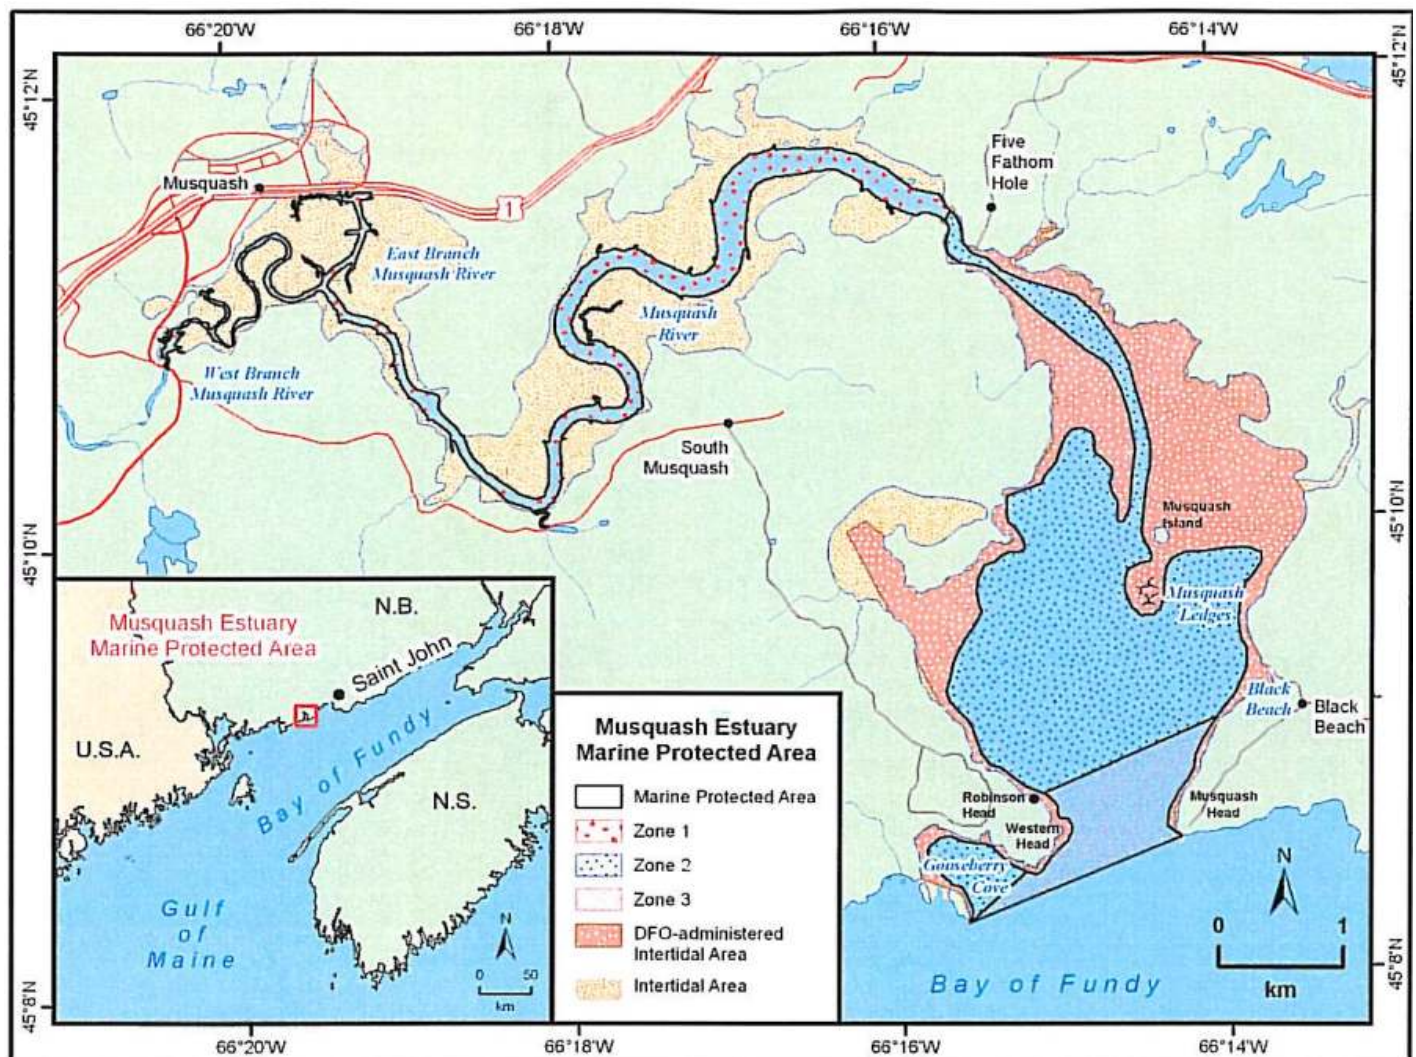 66°20'W
66°18'W
66°16'W
66°14'W
45°12'N
45°12'N
Musquash
1
Five
Fathom
Hole
East Branch
Musquash River
Musquash
River
West Branch
Musquash River
South
Musquash
45°10'N
45°10'N
Musquash
Island
Musquash
Ledges
Black
Beach
Black
Beach
Robinson
Head
Western
Head
Musquash
Head
Gooseberry
Cove
N
0 1
km
Bay of Fundy
N.B.
Musquash Estuary
Marine Protected Area
Saint John
U.S.A.
Bay of Fundy
N.S.
Gulf
of
Maine
N
0 50
km
Musquash Estuary
Marine Protected Area
Marine Protected Area
Zone 1
Zone 2
Zone 3
DFO-administered
Intertidal Area
Intertidal Area
45°8'N
45°8'N
66°20'W
66°18'W
66°16'W
66°14'W